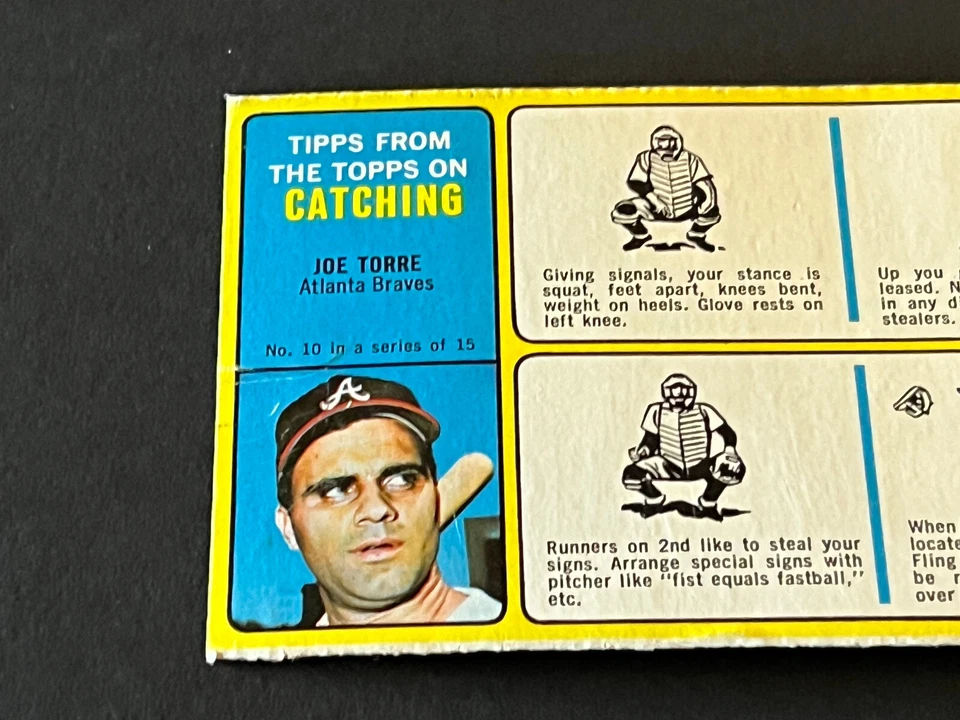 TIPPS FROM
THE TOPPS ON
CATCHING
JOE TORRE
Atlanta Braves
No. 10 in a series of 15
A
Giving signals, your stance is
squat, feet apart, knees bent,
weight on heels. Glove rests on
left knee.
Up you
leased. N
in any d
stealers.
Runners on 2nd like to steal your
signs. Arrange special signs with
pitcher like "fist equals fastball,"
etc.
When
locate
Fling
be r
over